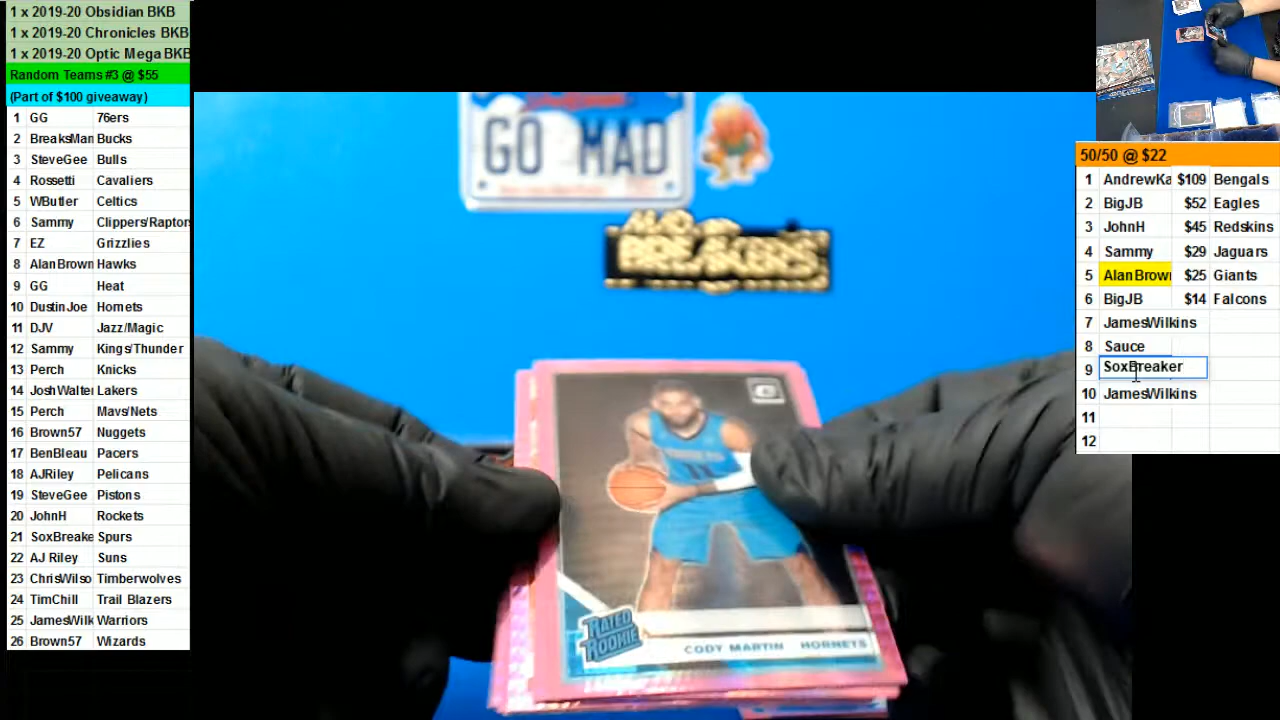 1 x 2019-20 Obsidian BKB
1 x 2019-20 Chronicles BKB
1 x 2019-20 Optic Mega BKB
Random Teams #3 @ $55
(Part of $100 giveaway)
1 GG 76ers
2 BreaksMan Bucks
3 SteveGee Bulls
4 Rossetti Cavaliers
5 WButler Celtics
6 Sammy Clippers/Raptors
7 EZ Grizzlies
8 AlanBrown Hawks
9 GG Heat
10 DustinJoe Hornets
11 DJV Jazz/Magic
12 Sammy Kings/Thunder
13 Perch Knicks
14 JoshWalte Lakers
15 Perch Mavs/Nets
16 Brown57 Nuggets
17 BenBleau Pacers
18 AJRiley Pelicans
19 SteveGee Pistons
20 JohnH Rockets
21 SoxBreake Spurs
22 AJ Riley Suns
23 ChrisWilso Timberwolves
24 TimChill Trail Blazers
25 JamesWilk Warriors
26 Brown57 Wizards
GO MAD
MAD
BREAKERS
RATED
ROOKIE
CODY MARTIN HORNETS
50/50 @ $22
1 AndrewKa $109 Bengals
2 BigJB $52 Eagles
3 JohnH $45 Redskins
4 Sammy $29 Jaguars
5 AlanBrown $25 Giants
6 BigJB $14 Falcons
7 JamesWilkins
8 Sauce
9 SoxBreaker
10 JamesWilkins
11
12